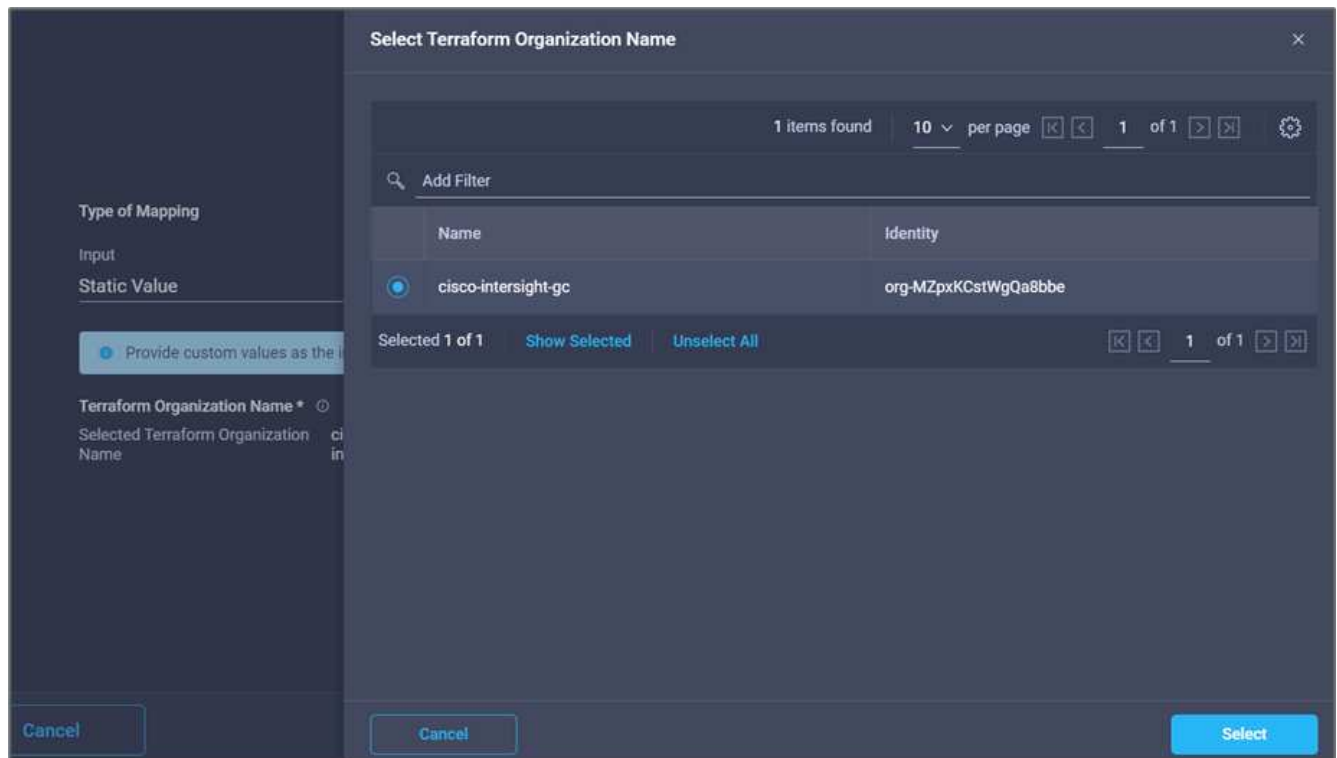 Select Terraform Organization Name
1 items found 10 per page 1 of 1
Add Filter
Name Identity
cisco-intersight-gc org-MZpxKCstWgQa8bbe
Selected 1 of 1 Show Selected Unselect All 1 of 1
Type of Mapping
Input
Static Value
Provide custom values as the
Terraform Organization Name *
Selected Terraform Organization ci
Name in
Cancel
Cancel Select